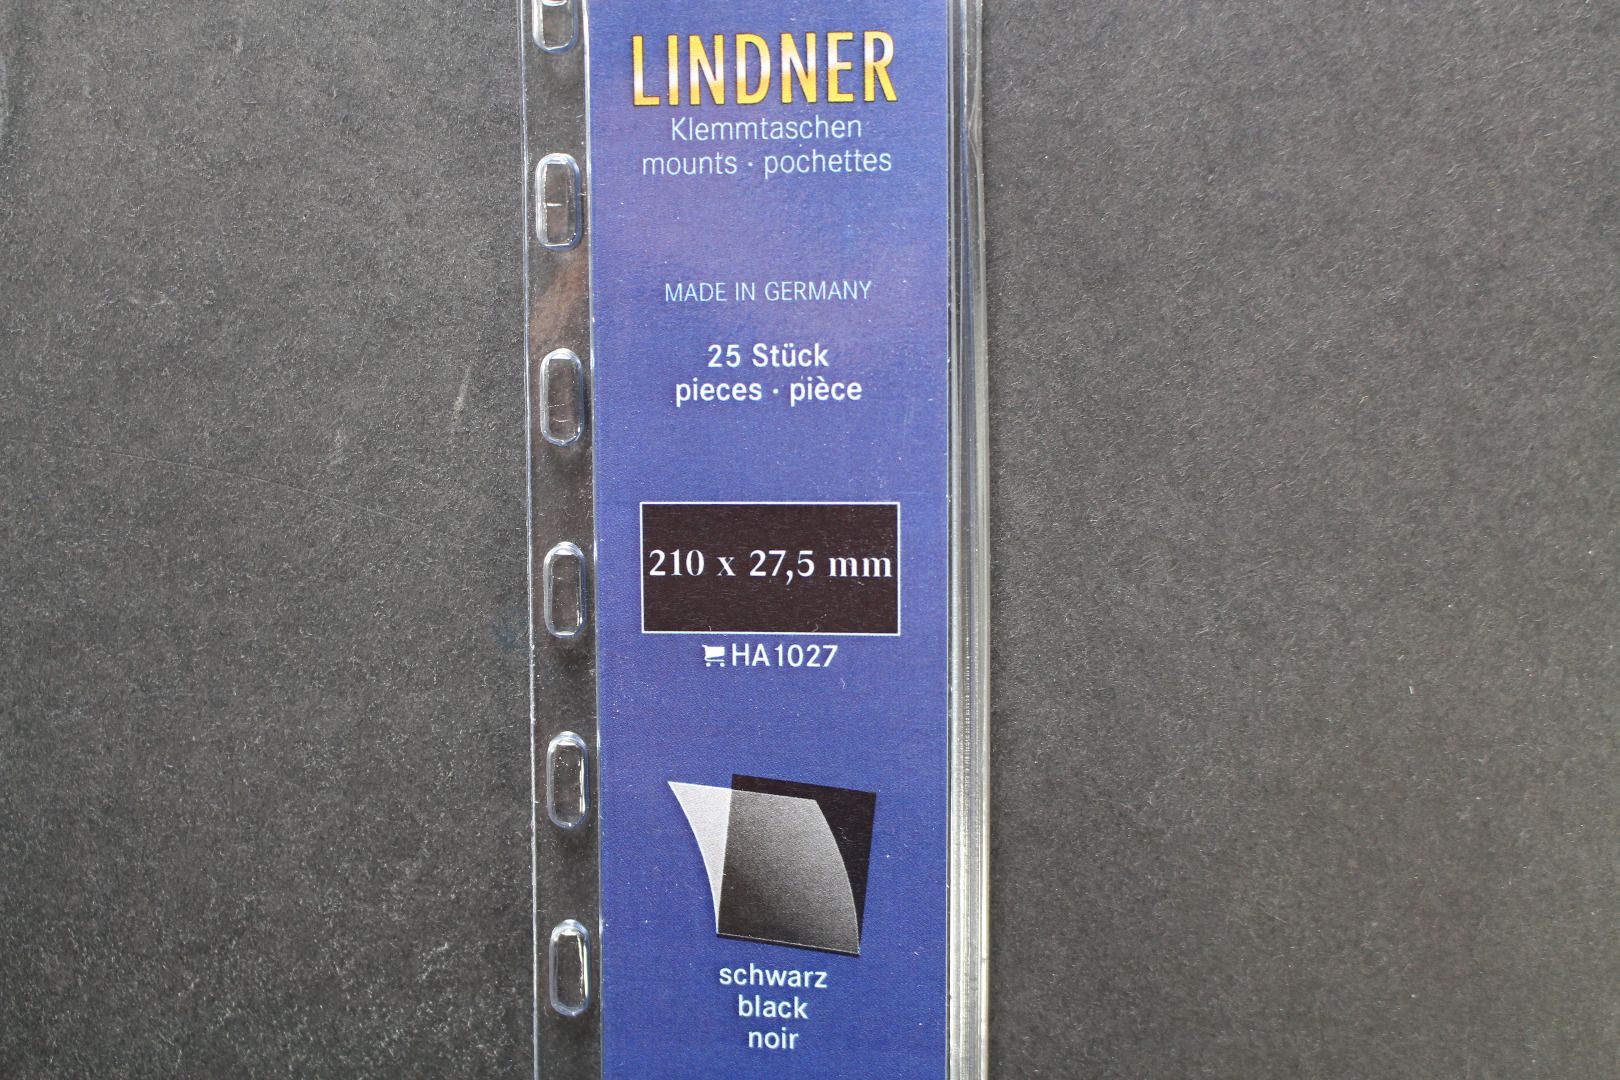 LINDNER
Klemmtaschen
mounts · pochettes
MADE IN GERMANY
25 Stück
pieces · pièce
210 x 27,5 mm
HA1027
schwarz
black
noir